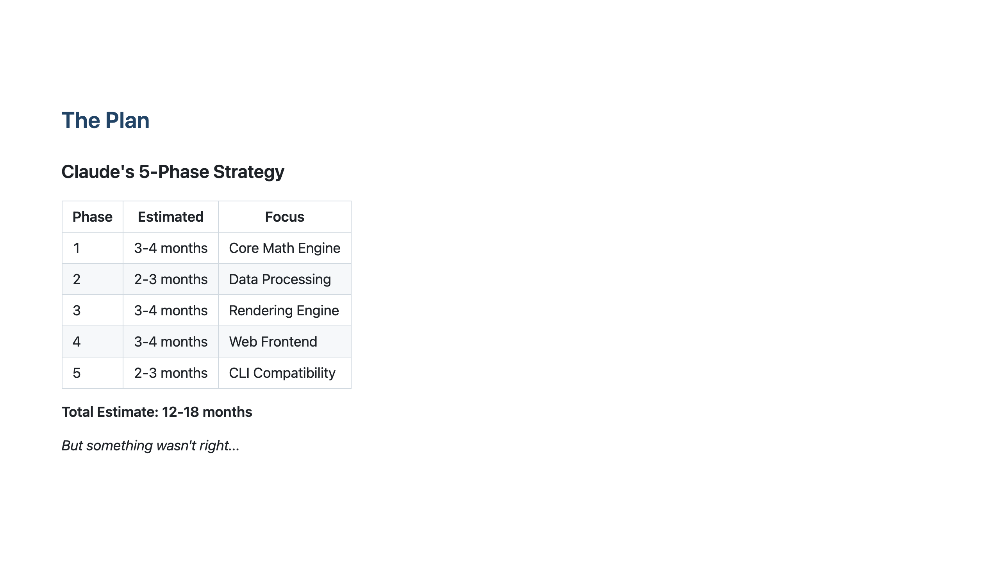 The Plan
Claude's 5-Phase Strategy
Phase Estimated Focus
1 3-4 months Core Math Engine
2 2-3 months Data Processing
3 3-4 months Rendering Engine
4 3-4 months Web Frontend
5 2-3 months CLI Compatibility
Total Estimate: 12-18 months
But something wasn't right...